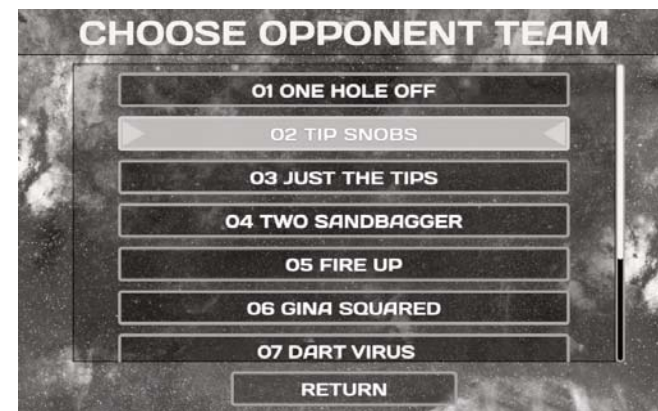 CHOOSE OPPONENT TEAM
01 ONE HOLE OFF
02 TIP SNOBS
03 JUST THE TIPS
04 TWO SANDBAGGER
05 FIRE UP
06 GINA SQUARED
07 DART VIRUS
RETURN